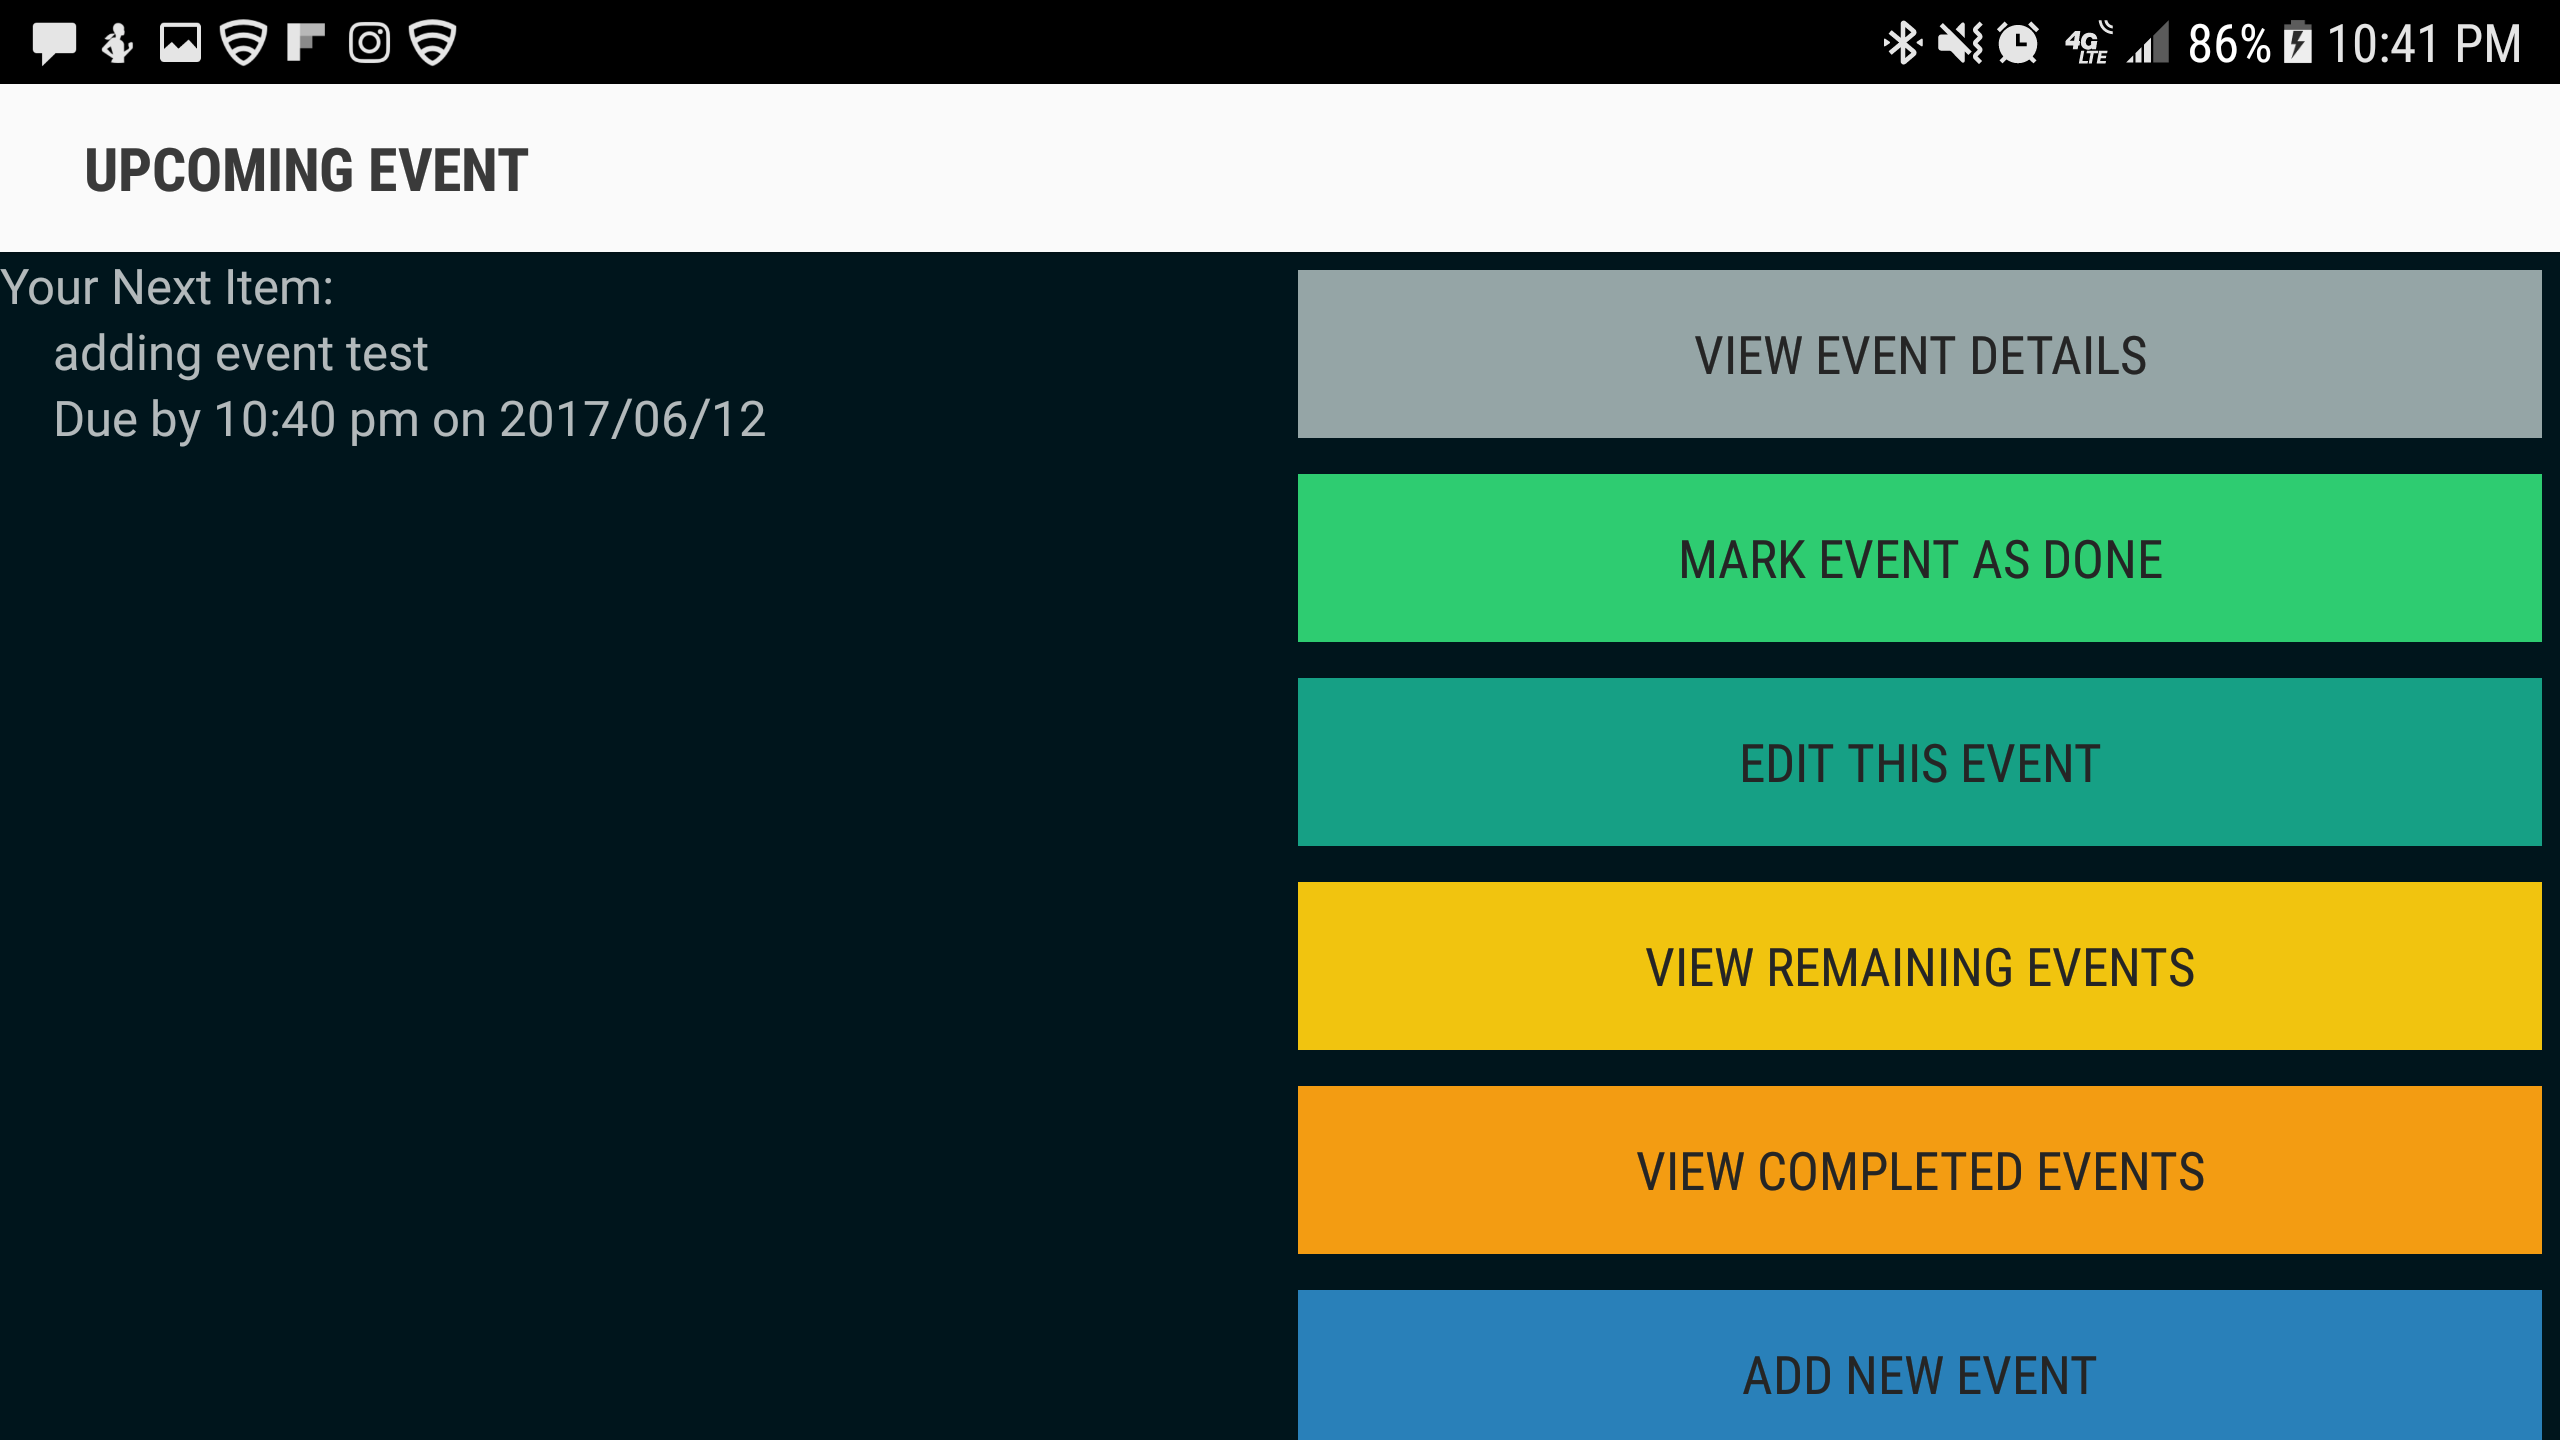 4G LTE 86% 10:41 PM
UPCOMING EVENT
Your Next Item:
adding event test
Due by 10:40 pm on 2017/06/12
VIEW EVENT DETAILS
MARK EVENT AS DONE
EDIT THIS EVENT
VIEW REMAINING EVENTS
VIEW COMPLETED EVENTS
ADD NEW EVENT